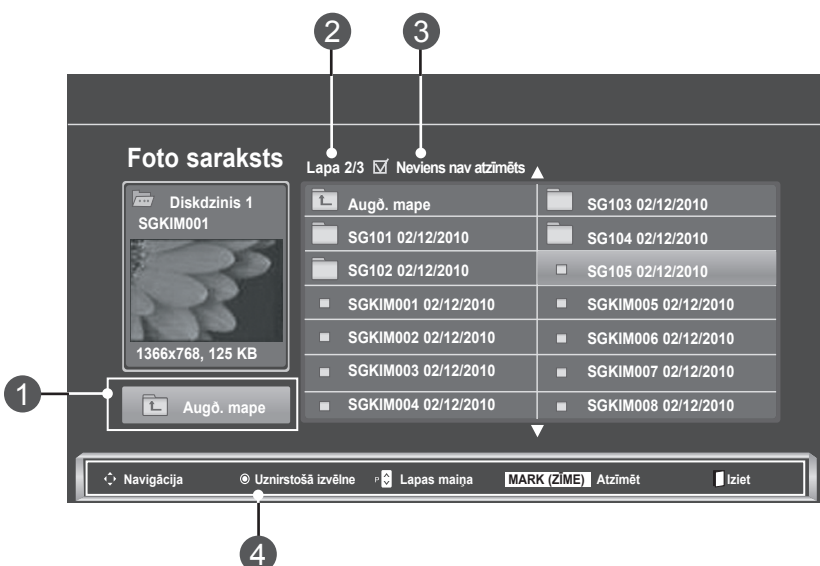 2 3
Foto saraksts
Lapa 2/3 Neviens nav atzīmēts
Diskdzinis 1
SGKIM001
1366x768, 125 KB
1 Augð. mape
Augð. mape SG103 02/12/2010
SG101 02/12/2010 SG104 02/12/2010
SG102 02/12/2010 SG105 02/12/2010
SGKIM001 02/12/2010 SGKIM005 02/12/2010
SGKIM002 02/12/2010 SGKIM006 02/12/2010
SGKIM003 02/12/2010 SGKIM007 02/12/2010
SGKIM004 02/12/2010 SGKIM008 02/12/2010
Navigācija Uznirstošā izvēlne P Lapas maiņa MARK (ZĪME) Atzīmēt Iziet
4